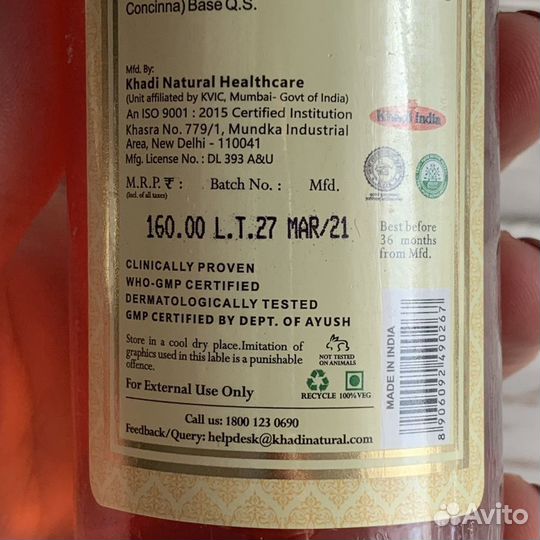 Concinna) Base Q.S.
Mfd. By:
Khadi Natural Healthcare
(Unit affiliated by KVIC, Mumbai- Govt of India)
An ISO 9001 : 2015 Certified Institution
Khasra No. 779/1, Mundka Industrial
Area, New Delhi - 110041
Mfg. License No.: DL 393 A&U
Khadi India
M.R.P. ₹ : Batch No. : Mfd.
(Incl. of all taxes)
160.00 L.T.27 MAR/21
Best before
36 months
from Mfd.
CLINICALLY PROVEN
WHO-GMP CERTIFIED
DERMATOLOGICALLY TESTED
GMP CERTIFIED BY DEPT. OF AYUSH
Store in a cool dry place.Imitation of
graphics used in this lable is a punishable
offence.
NOT TESTED
ON ANIMALS
For External Use Only
RECYCLE 100%VEG
Call us: 1800 123 0690
Feedback/Query: helpdesk@khadinatural.com
MADE IN INDIA
8906092490267
Avito